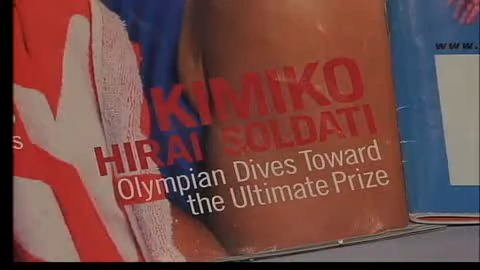 KIMIKO
HIRAI SOLDATI
Olympian Dives Toward
the Ultimate Prize
www.
s